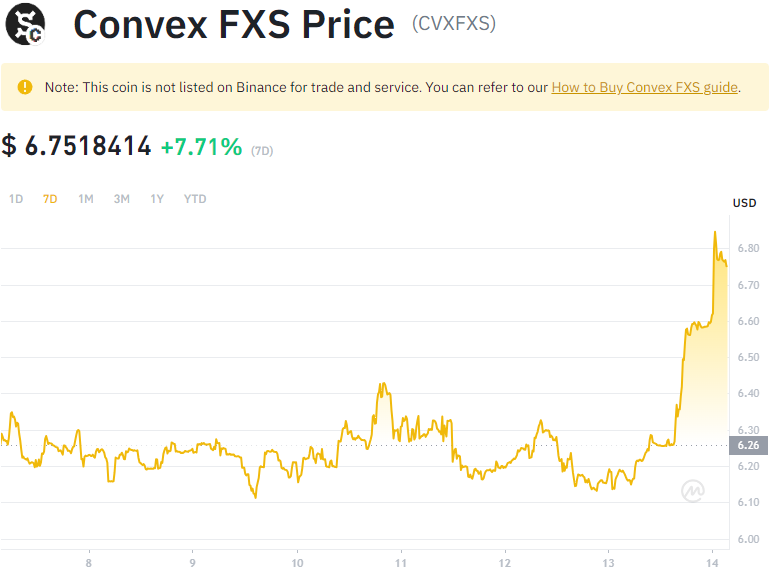 Convex FXS Price (CVXFXS)
Note: This coin is not listed on Binance for trade and service. You can refer to our How to Buy Convex FXS guide.
$ 6.7518414 +7.71% (7D)
1D 7D 1M 3M 1Y YTD
USD
6.80
6.70
6.60
6.50
6.40
6.30
6.26
6.20
6.10
6.00
8 9 10 11 12 13 14